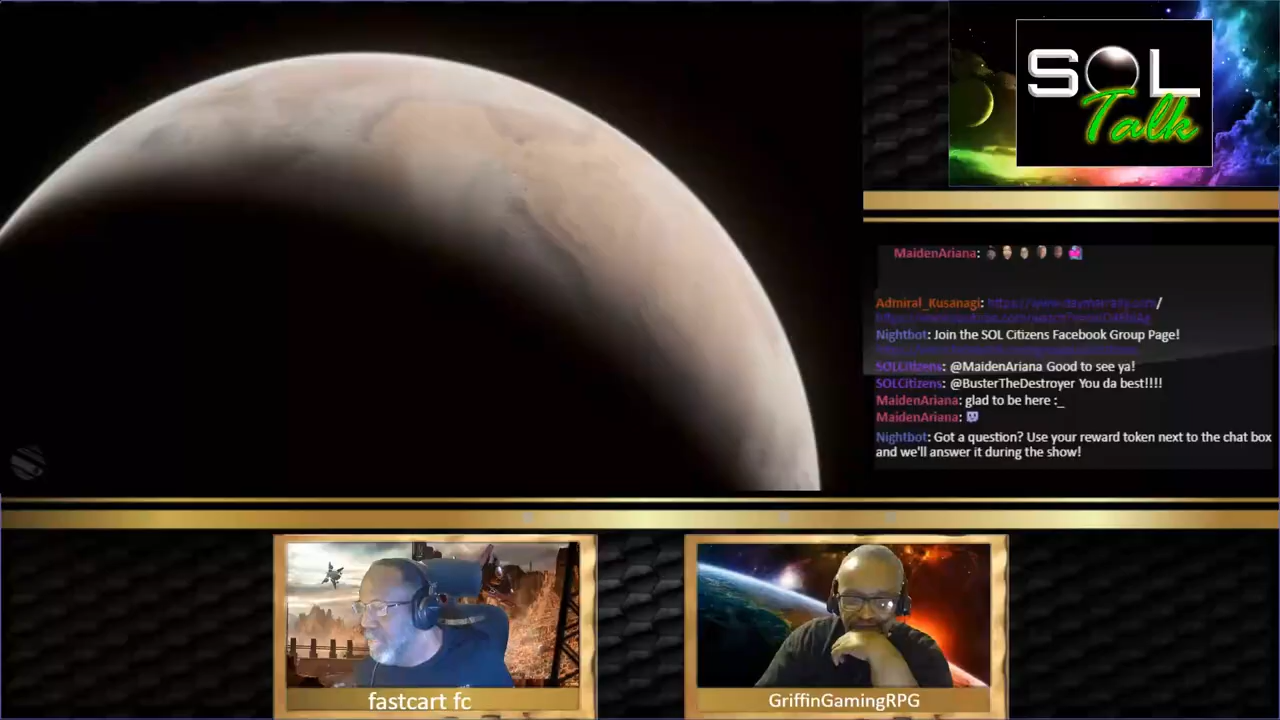 SOL
Talk
MaidenAriana:
Admiral_Kusanagi:
Nightbot: Join the SOL Citizens Facebook Group Page!
SOLCitizens: @MaidenAriana Good to see ya!
SOLCitizens: @BusterTheDestroyer You da best!!!!
MaidenAriana: glad to be here :_
MaidenAriana:
Nightbot: Got a question? Use your reward token next to the chat box
and we'll answer it during the show!
fastcart fc
GriffinGamingRPG